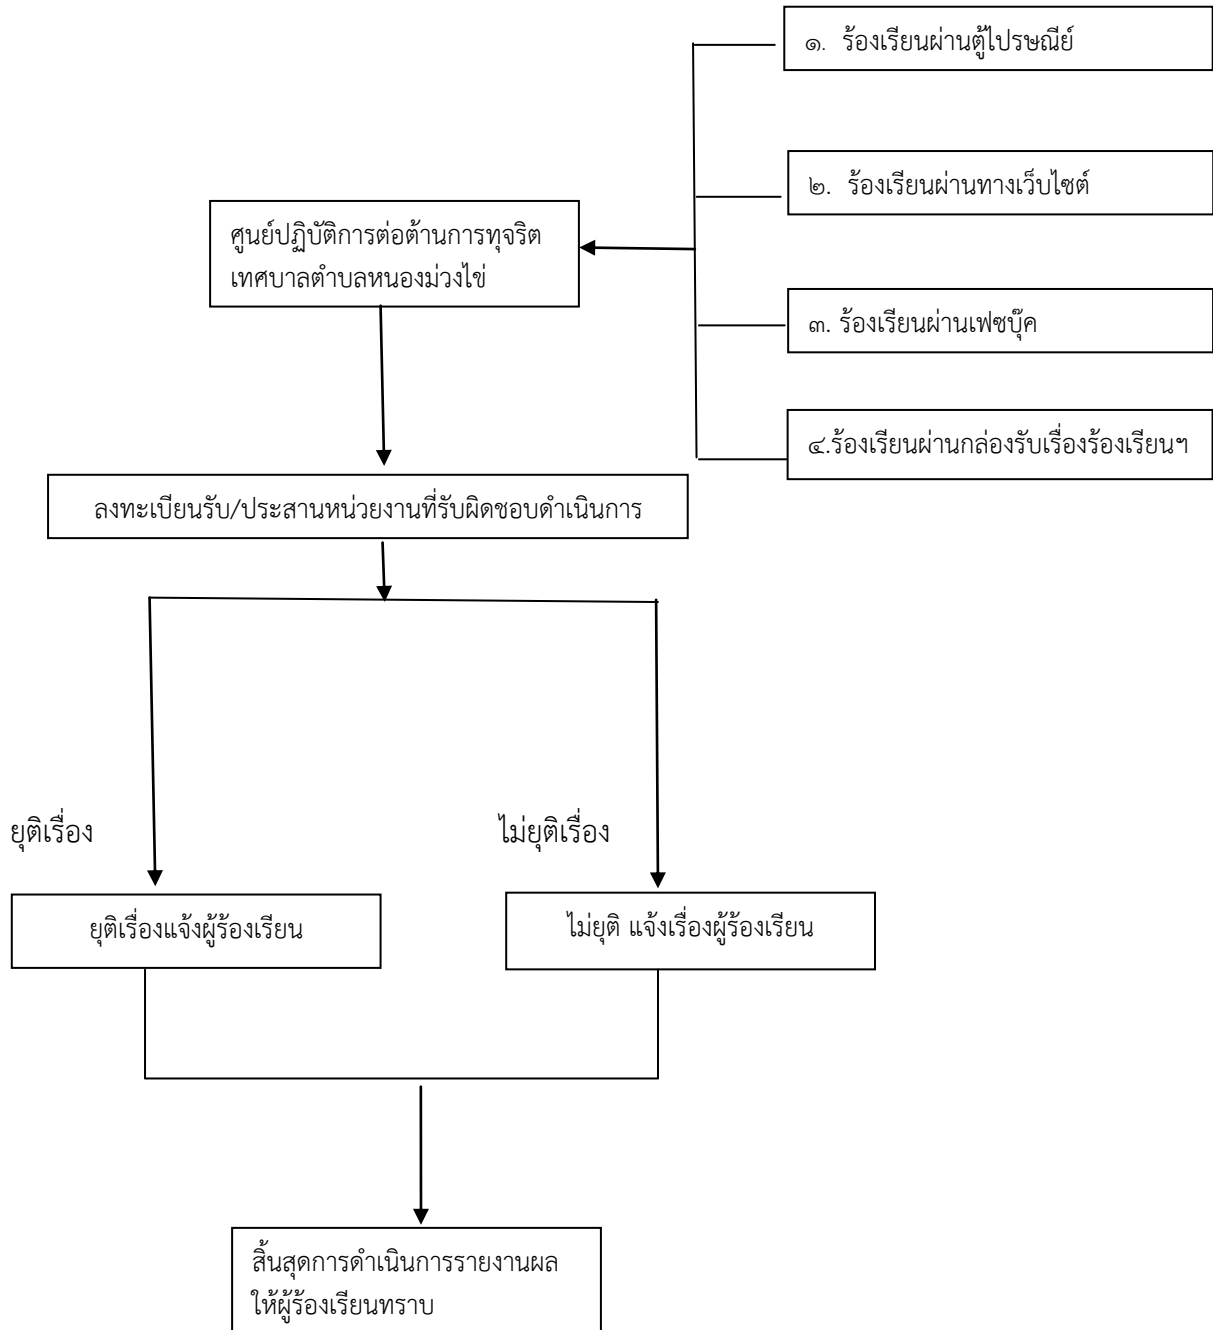 ๑. ร้องเรียนผ่านตู้ไปรษณีย์
๒. ร้องเรียนผ่านทางเว็บไซต์
ศูนย์ปฏิบัติการต่อต้านการทุจริต
เทศบาลตำบลหนองม่วงไข่
๓. ร้องเรียนผ่านเฟซบุ๊ค
๔.ร้องเรียนผ่านกล่องรับเรื่องร้องเรียนฯ
ลงทะเบียนรับ/ประสานหน่วยงานที่รับผิดชอบดำเนินการ
ยุติเรื่อง
ไม่ยุติเรื่อง
ยุติเรื่องแจ้งผู้ร้องเรียน
ไม่ยุติ แจ้งเรื่องผู้ร้องเรียน
สิ้นสุดการดำเนินการรายงานผล
ให้ผู้ร้องเรียนทราบ